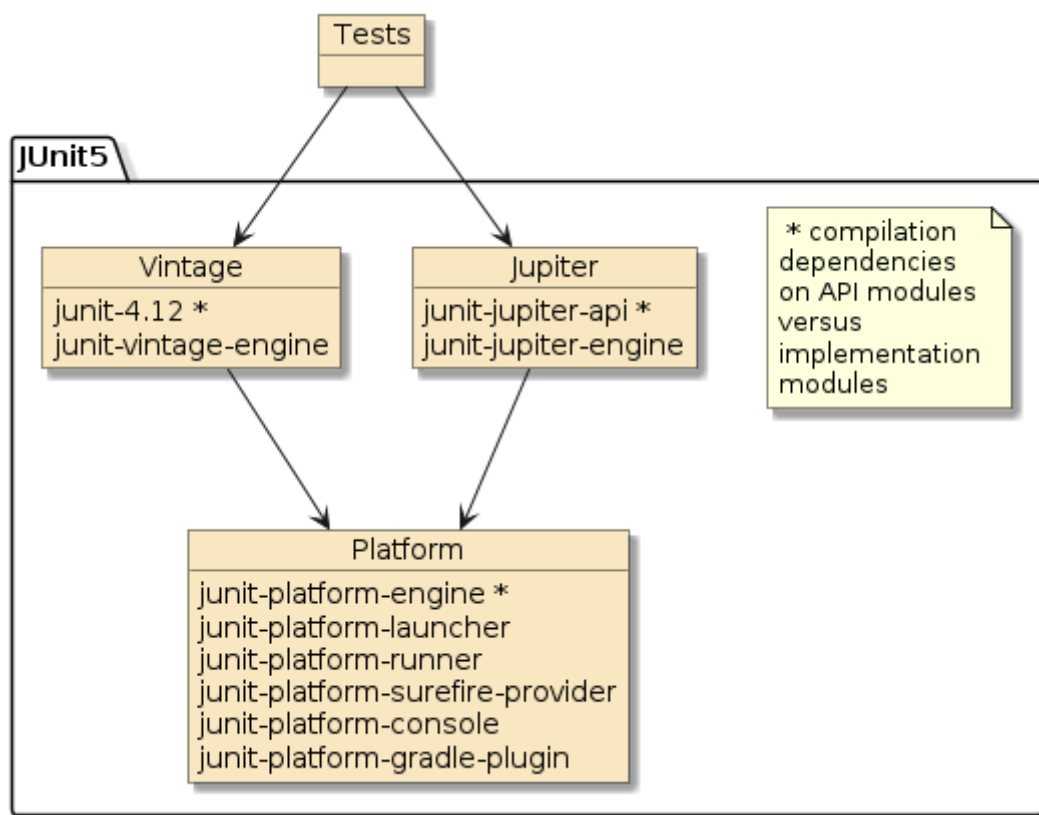 Tests
JUnit5
Vintage
junit-4.12 *
junit-vintage-engine
Jupiter
junit-jupiter-api *
junit-jupiter-engine
* compilation
dependencies
on API modules
versus
implementation
modules
Platform
junit-platform-engine *
junit-platform-launcher
junit-platform-runner
junit-platform-surefire-provider
junit-platform-console
junit-platform-gradle-plugin